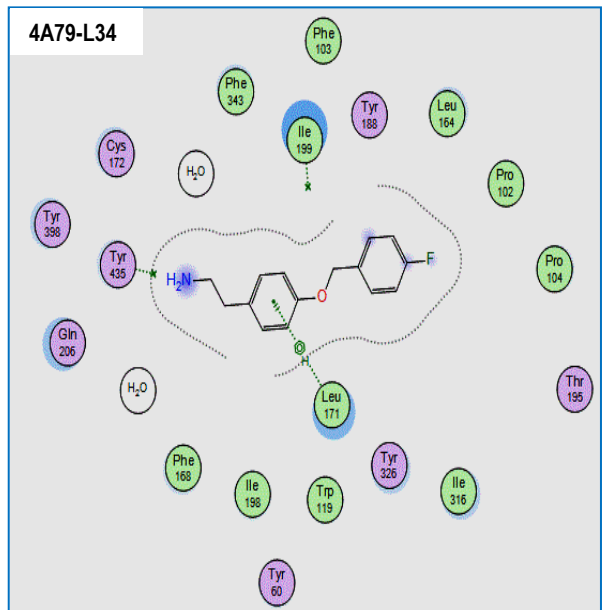 4A79-L34
Phe
103
Phe
343
Tyr
188
Leu
164
Ile
199
Cys
172
H₂O
Pro
102
Tyr
398
Tyr
435
H₂N
F
O
Pro
104
Gln
206
H
H₂O
Leu
171
Thr
195
Phe
168
Ile
198
Trp
119
Tyr
326
Ile
316
Tyr
60